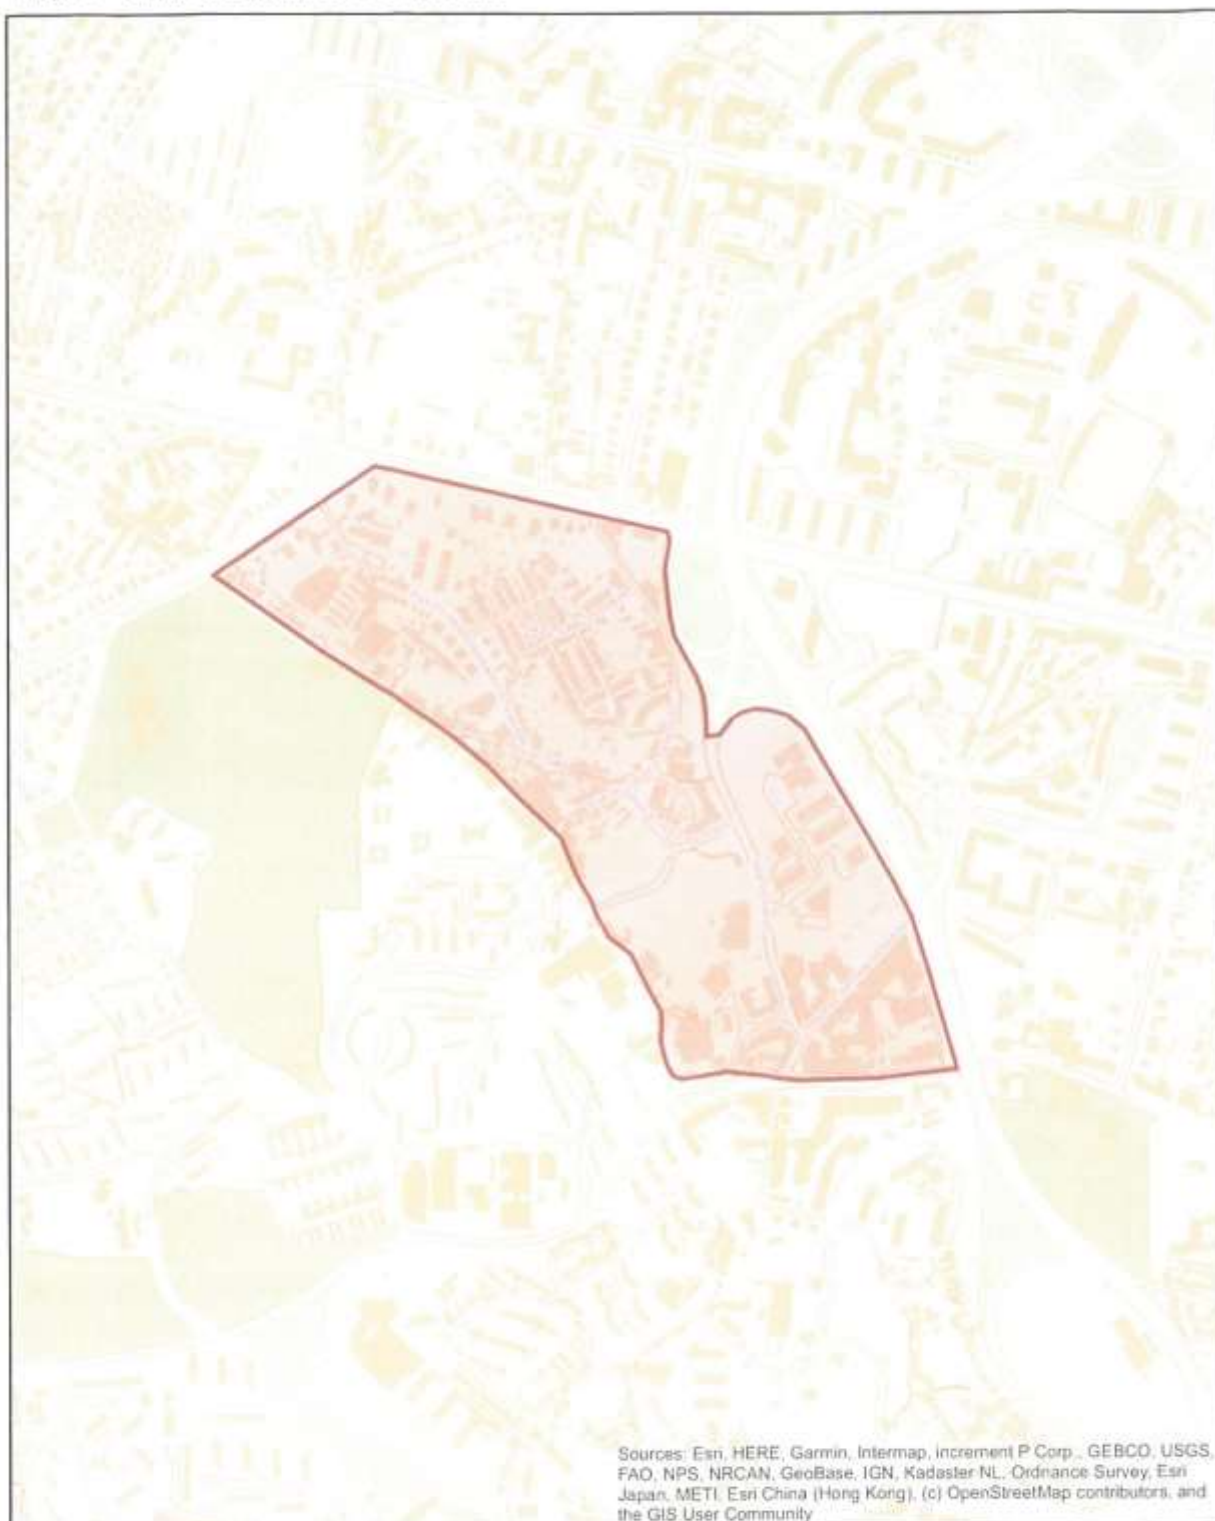 Sources: Esri, HERE, Garmin, Intermap, increment P Corp., GEBCO, USGS,
FAO, NPS, NRCAN, GeoBase, IGN, Kadaster NL, Ordnance Survey, Esri
Japan, METI, Esri China (Hong Kong), (c) OpenStreetMap contributors, and
the GIS User Community